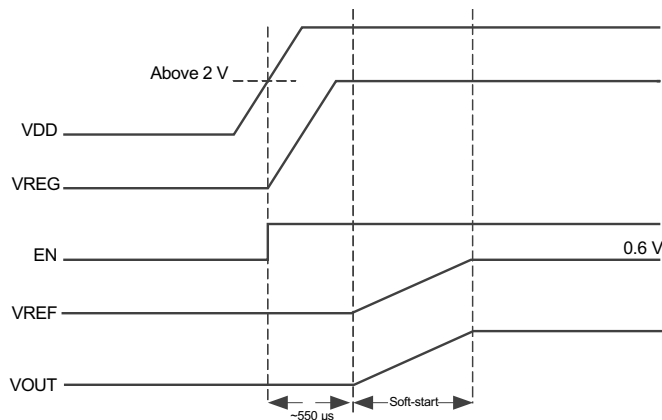 Above 2 V
VDD
VREG
EN
0.6 V
VREF
VOUT
~550 µs
Soft-start